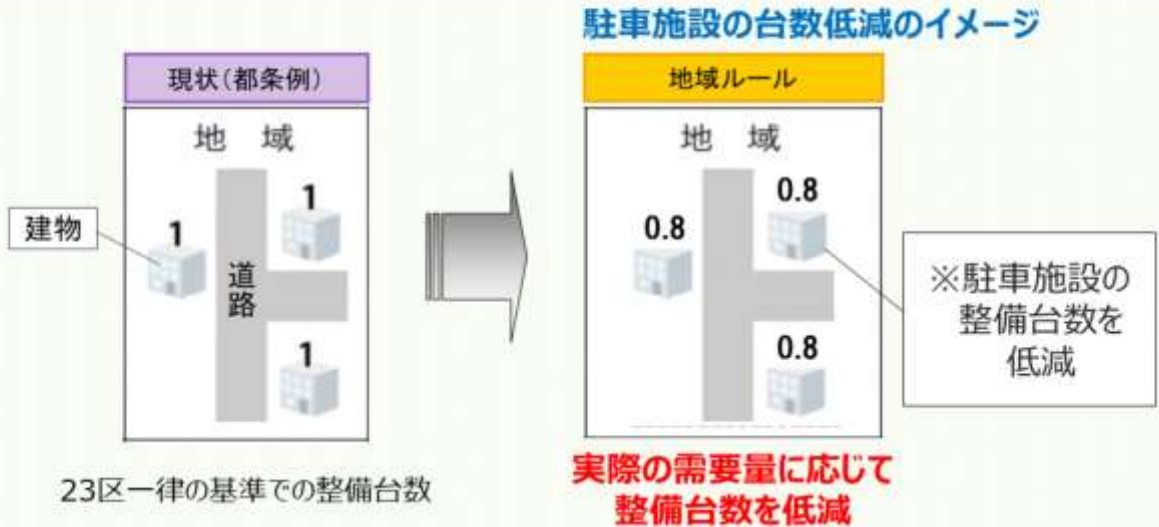 駐車施設の台数低減のイメージ
現状(都条例)
地 域
1
1
建物
道路
1
23区一律の基準での整備台数
地域ルール
地 域
0.8
0.8
0.8
※駐車施設の
整備台数を
低減
実際の需要量に応じて
整備台数を低減